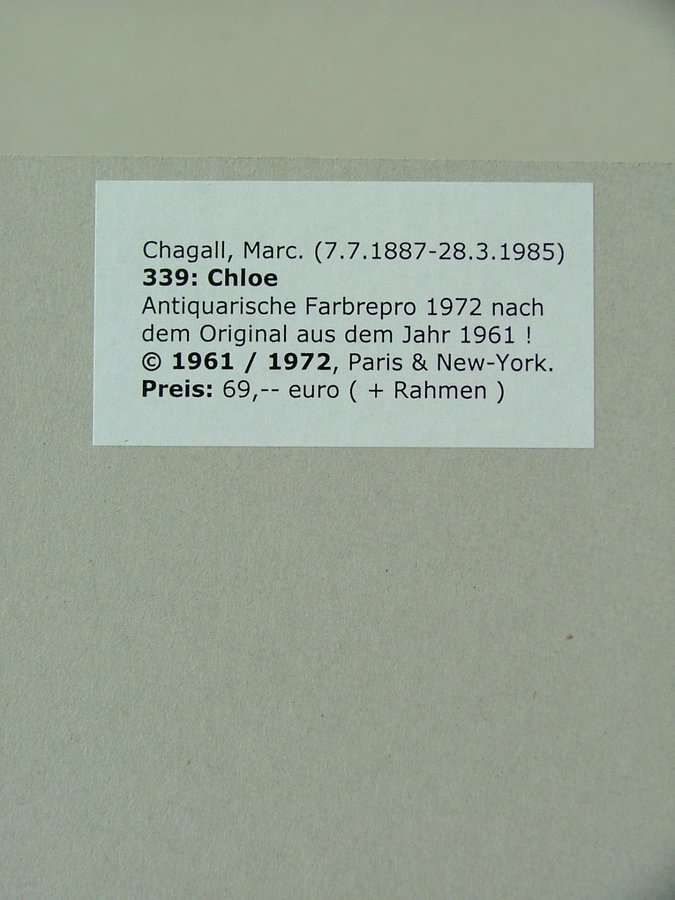 Chagall, Marc. (7.7.1887-28.3.1985)
339: Chloe
Antiquarische Farbrepro 1972 nach
dem Original aus dem Jahr 1961 !
© 1961 / 1972, Paris & New-York.
Preis: 69,-- euro ( + Rahmen )